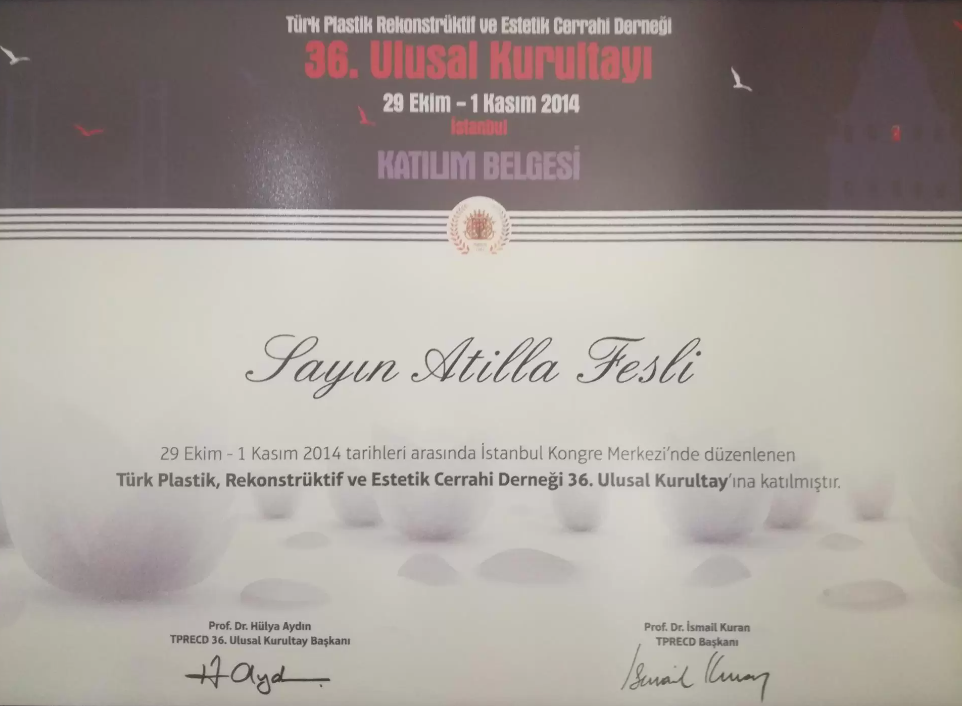 Türk Plastik Rekonstrüktif ve Estetik Cerrahi Derneği
36. Ulusal Kurultayı
29 Ekim - 1 Kasım 2014
İstanbul
KATILIM BELGESİ
Sayın Atilla Fesli
29 Ekim - 1 Kasım 2014 tarihleri arasında İstanbul Kongre Merkezi'nde düzenlenen
Türk Plastik, Rekonstrüktif ve Estetik Cerrahi Derneği 36. Ulusal Kurultay'ına katılmıştır.
Prof. Dr. Hülya Aydın
TPRECD 36. Ulusal Kurultay Başkanı
Prof. Dr. İsmail Kuran
TPRECD Başkanı